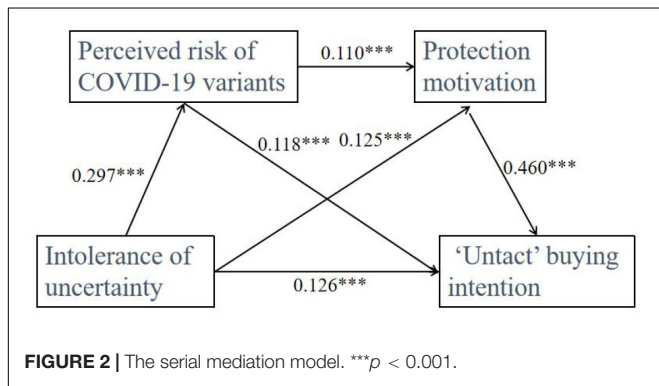 Perceived risk of
COVID-19 variants
0.110***
Protection
motivation
0.118***
0.125***
0.297***
0.460***
Intolerance of
uncertainty
0.126***
'Untact' buying
intention
FIGURE 2 | The serial mediation model. ***p < 0.001.